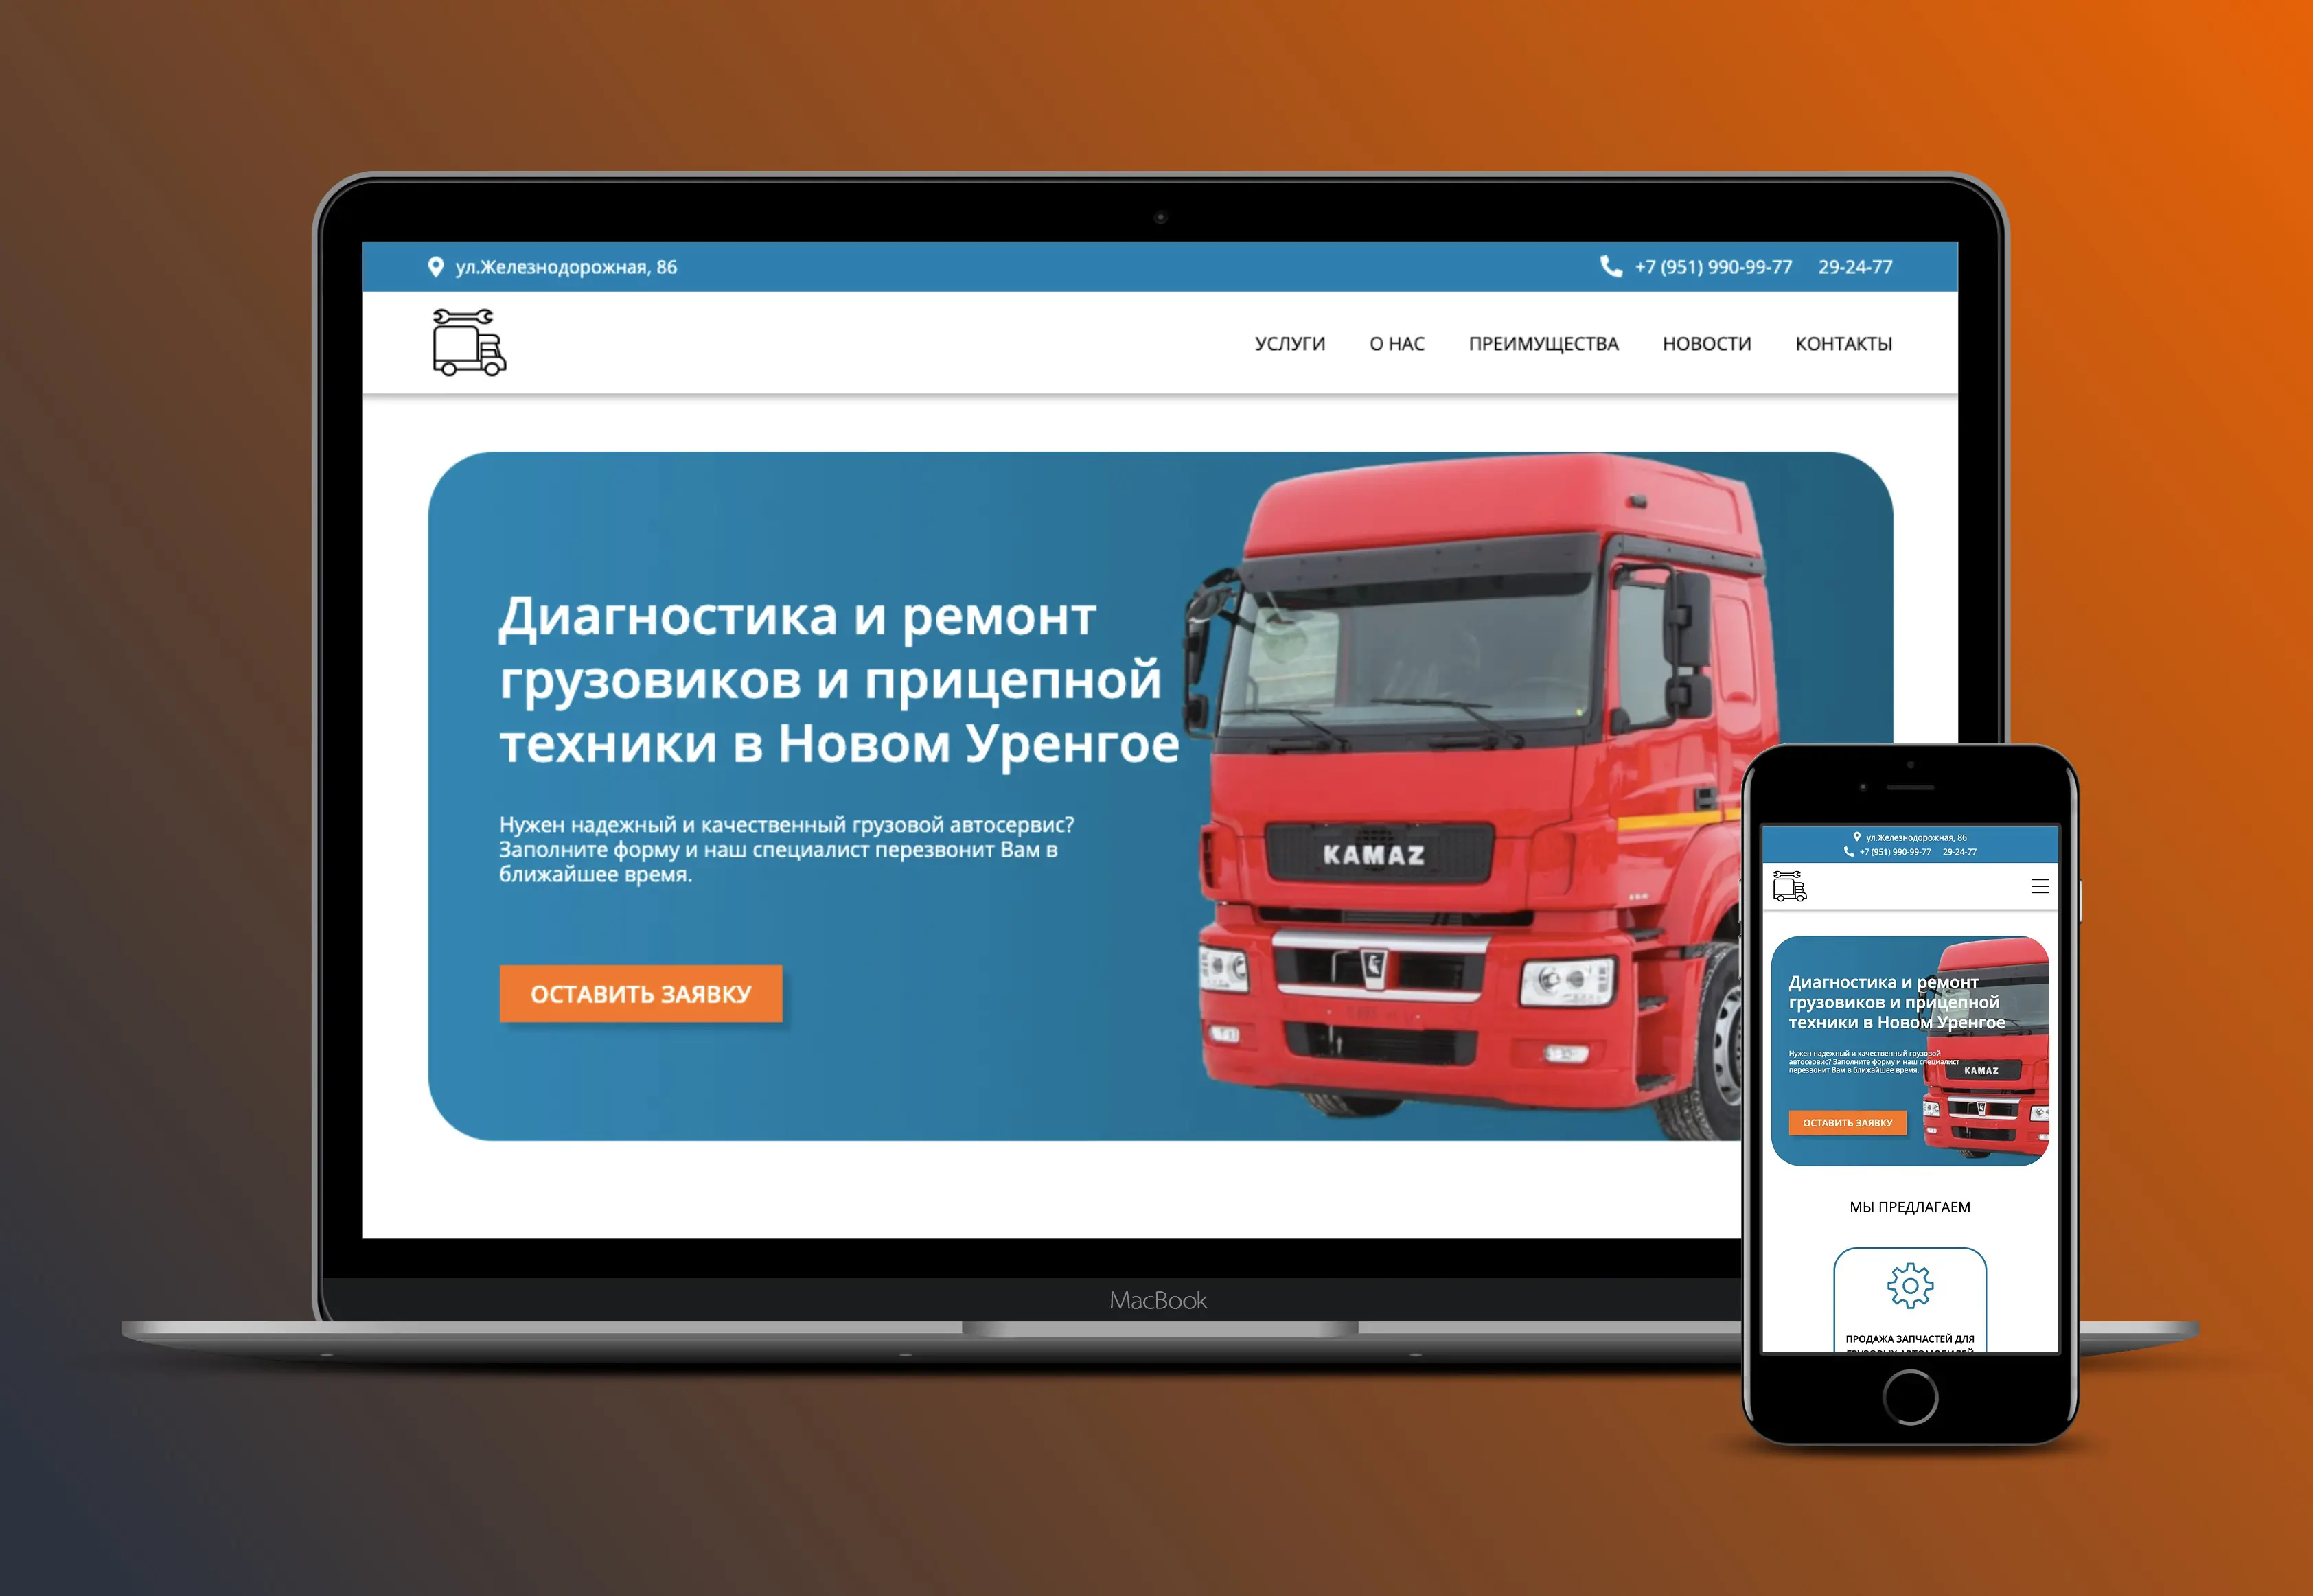 ул.Железнодорожная, 86
+7 (951) 990-99-77 29-24-77
УСЛУГИ О НАС ПРЕИМУЩЕСТВА НОВОСТИ КОНТАКТЫ
Диагностика и ремонт
грузовиков и прицепной
техники в Новом Уренгое
Нужен надежный и качественный грузовой автосервис?
Заполните форму и наш специалист перезвонит Вам в
ближайшее время.
ОСТАВИТЬ ЗАЯВКУ
KAMAZ
MacBook
ул.Железнодорожная, 86
+7 (951) 990-99-77 29-24-77
Диагностика и ремонт
грузовиков и прицепной
техники в Новом Уренгое
Нужен надежный и качественный грузовой
автосервис? Заполните форму и наш специалист
перезвонит Вам в ближайшее время.
KAMAZ
ОСТАВИТЬ ЗАЯВКУ
МЫ ПРЕДЛАГАЕМ
ПРОДАЖА ЗАПЧАСТЕЙ ДЛЯ
ГРУЗОВЫХ АВТОМОБИЛЕЙ